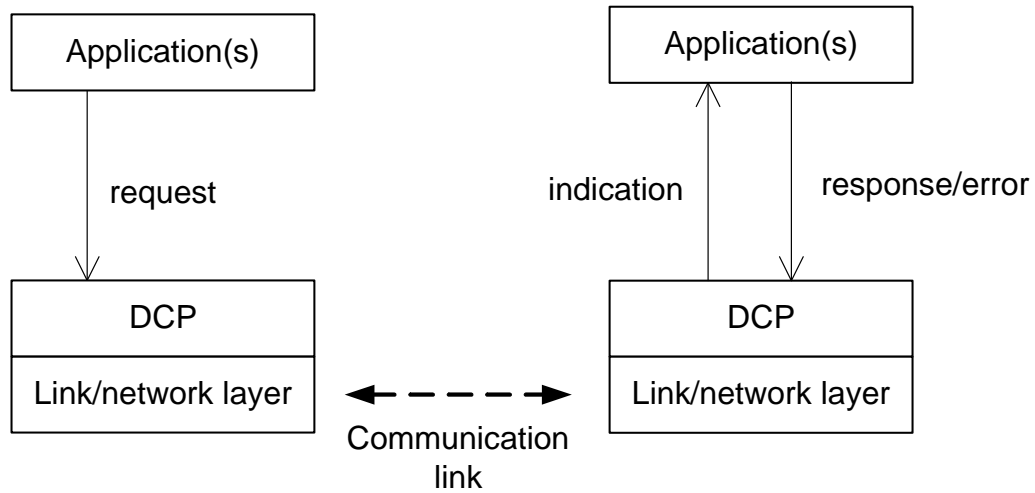 Application(s)
Application(s)
request
indication
response/error
DCP
DCP
Link/network layer
Link/network layer
Communication
link